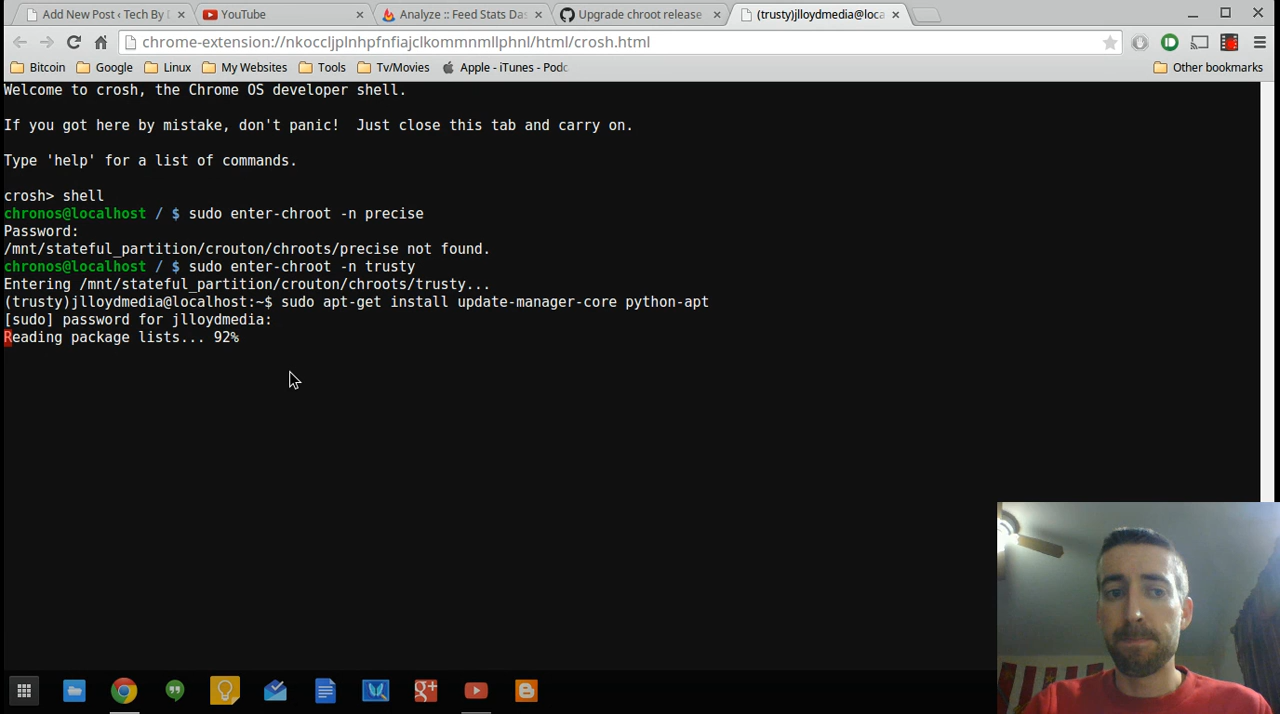 Add New Post ‹ Tech By
YouTube
Analyze :: Feed Stats Das
Upgrade chroot release
(trusty)jlloydmedia@loca
chrome-extension://nkoccljplnhpfnfiajclkommnmllphnl/html/crosh.html
Bitcoin
Google
Linux
My Websites
Tools
Tv/Movies
Apple - iTunes - Podc
Other bookmarks
Welcome to crosh, the Chrome OS developer shell.
If you got here by mistake, don't panic!  Just close this tab and carry on.
Type 'help' for a list of commands.
crosh> shell
chronos@localhost / $ sudo enter-chroot -n precise
Password:
/mnt/stateful_partition/crouton/chroots/precise not found.
chronos@localhost / $ sudo enter-chroot -n trusty
Entering /mnt/stateful_partition/crouton/chroots/trusty...
(trusty)jlloydmedia@localhost:~$ sudo apt-get install update-manager-core python-apt
[sudo] password for jlloydmedia:
Reading package lists... 92%